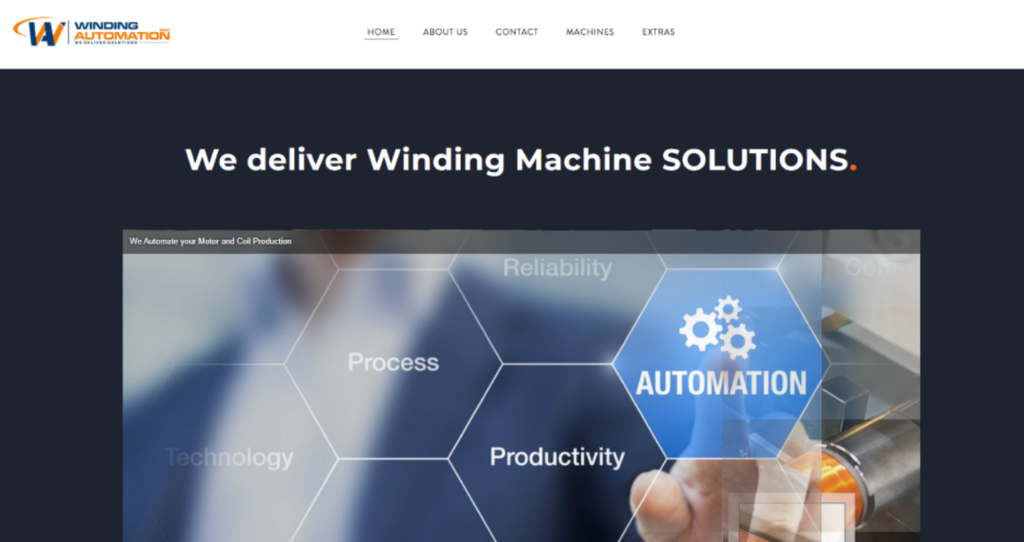 WINDING
AUTOMATION
WE DELIVER SOLUTIONS
HOME
ABOUT US
CONTACT
MACHINES
EXTRAS
We deliver Winding Machine SOLUTIONS.
We Automate your Motor and Coil Production
Reliability
Process
AUTOMATION
Technology
Productivity